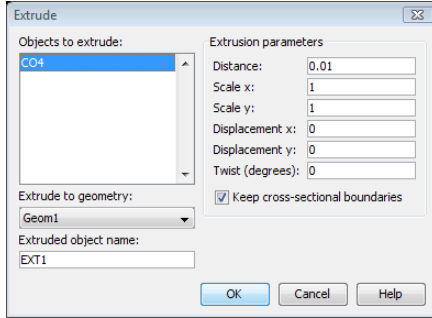 Extrude
Objects to extrude:
CO4
Extrude to geometry:
Geom1
Extruded object name:
EXT1
Extrusion parameters
Distance: 0.01
Scale x: 1
Scale y: 1
Displacement x: 0
Displacement y: 0
Twist (degrees): 0
Keep cross-sectional boundaries
OK Cancel Help